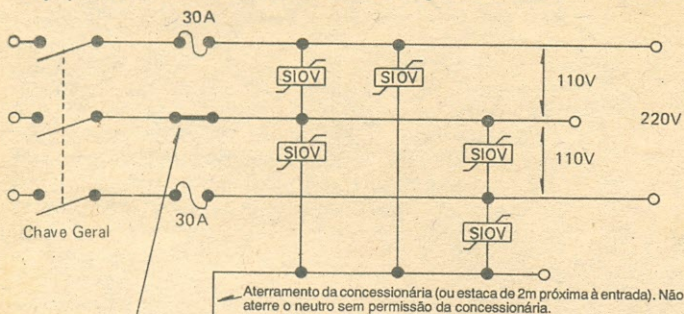 30A
SIOV
SIOV
110V
220V
SIOV
SIOV
110V
30A
SIOV
Chave Geral
Aterramento da concessionária (ou estaca de 2m próxima à entrada). Não
aterre o neutro sem permissão da concessionária.